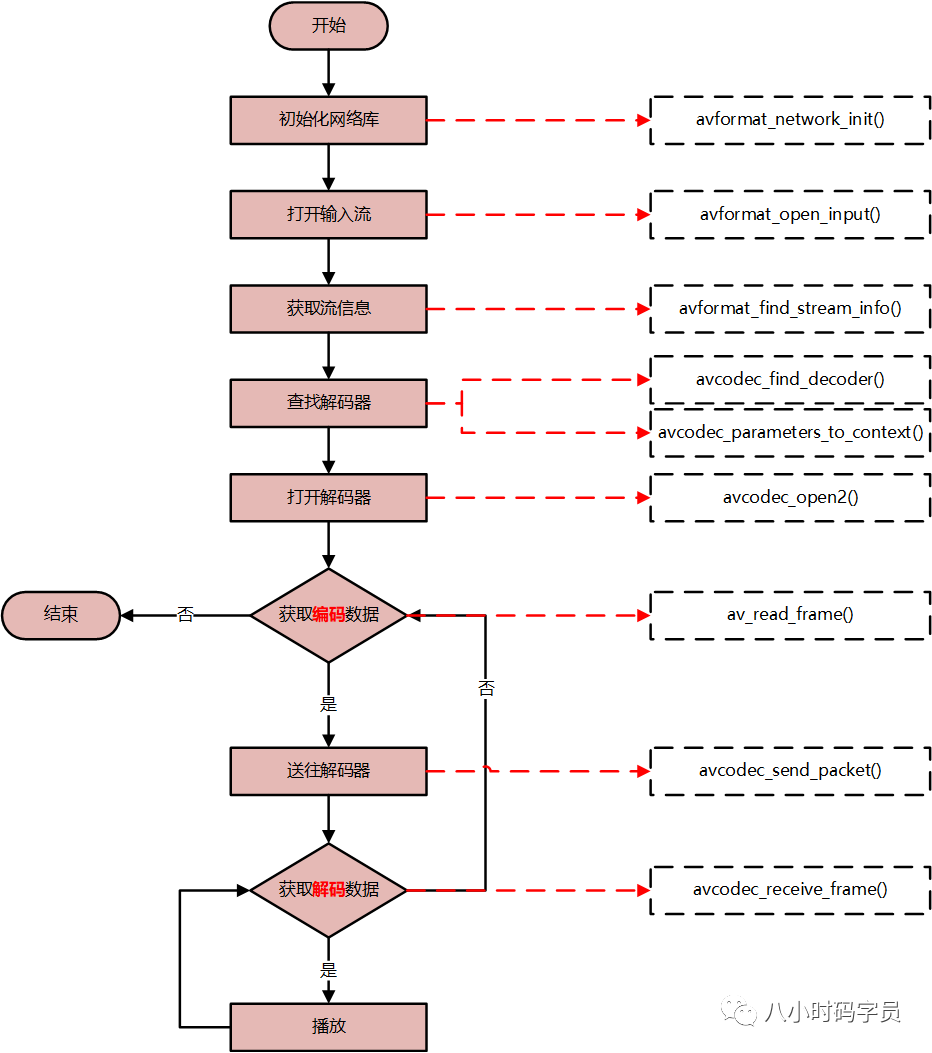 开始
初始化网络库
avformat_network_init()
打开输入流
avformat_open_input()
获取流信息
avformat_find_stream_info()
查找解码器
avcodec_find_decoder()
avcodec_parameters_to_context()
打开解码器
avcodec_open2()
结束
否
获取编码数据
av_read_frame()
否
是
送往解码器
avcodec_send_packet()
获取解码数据
avcodec_receive_frame()
是
播放
八小时码字员